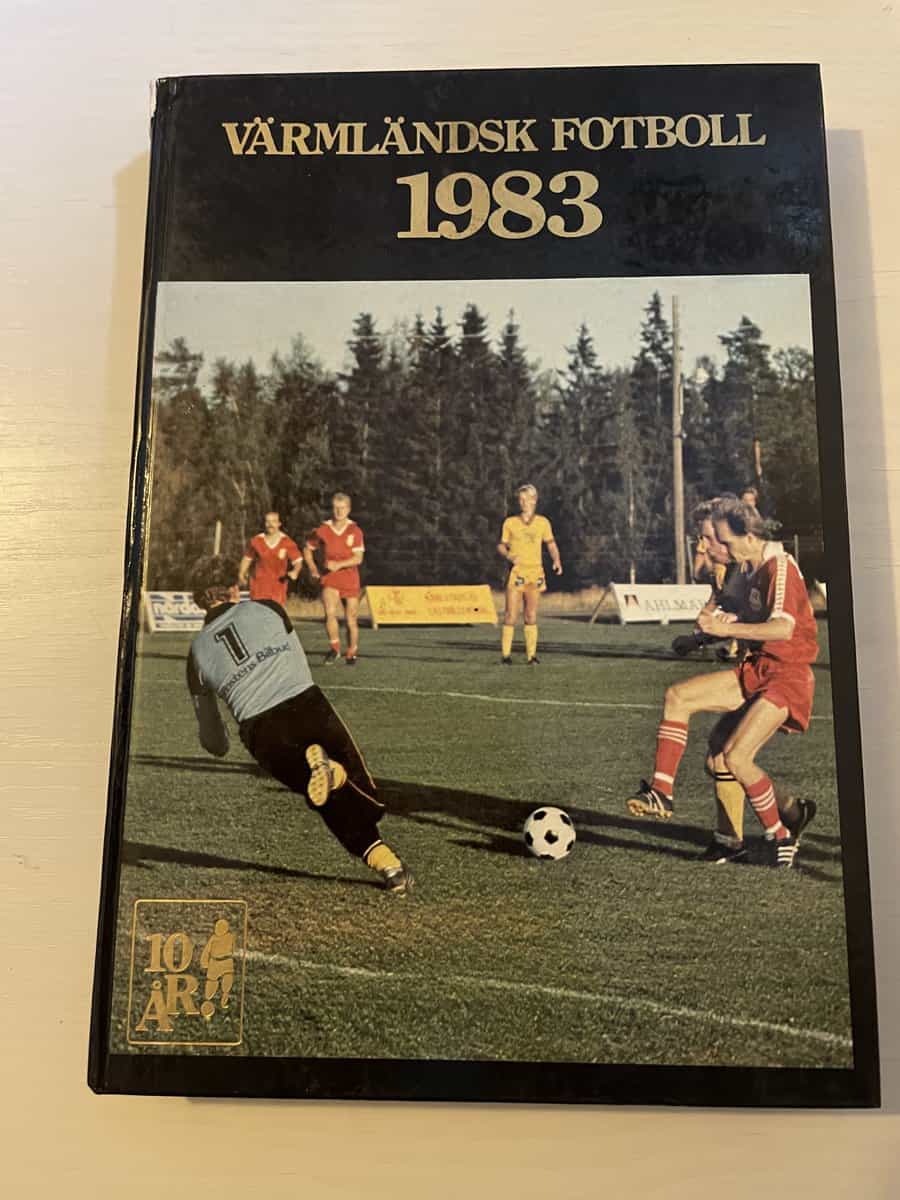 VÄRMLÄNDSK FOTBOLL
1983
1
AHLMA
10
ÅR!